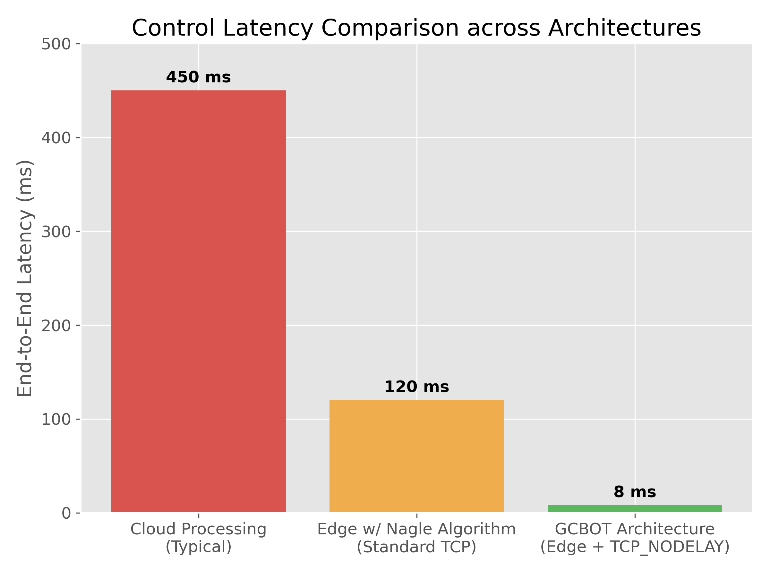 Control Latency Comparison across Architectures
End-to-End Latency (ms)
500
400
300
200
100
0
450 ms
120 ms
8 ms
Cloud Processing
(Typical)
Edge w/ Nagle Algorithm
(Standard TCP)
GCBOT Architecture
(Edge + TCP_NODELAY)